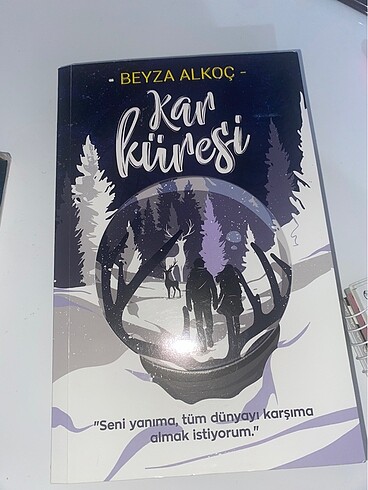 - BEYZA ALKOÇ -
Kar
küresi
"Seni yanıma, tüm dünyayı karşıma
almak istiyorum."